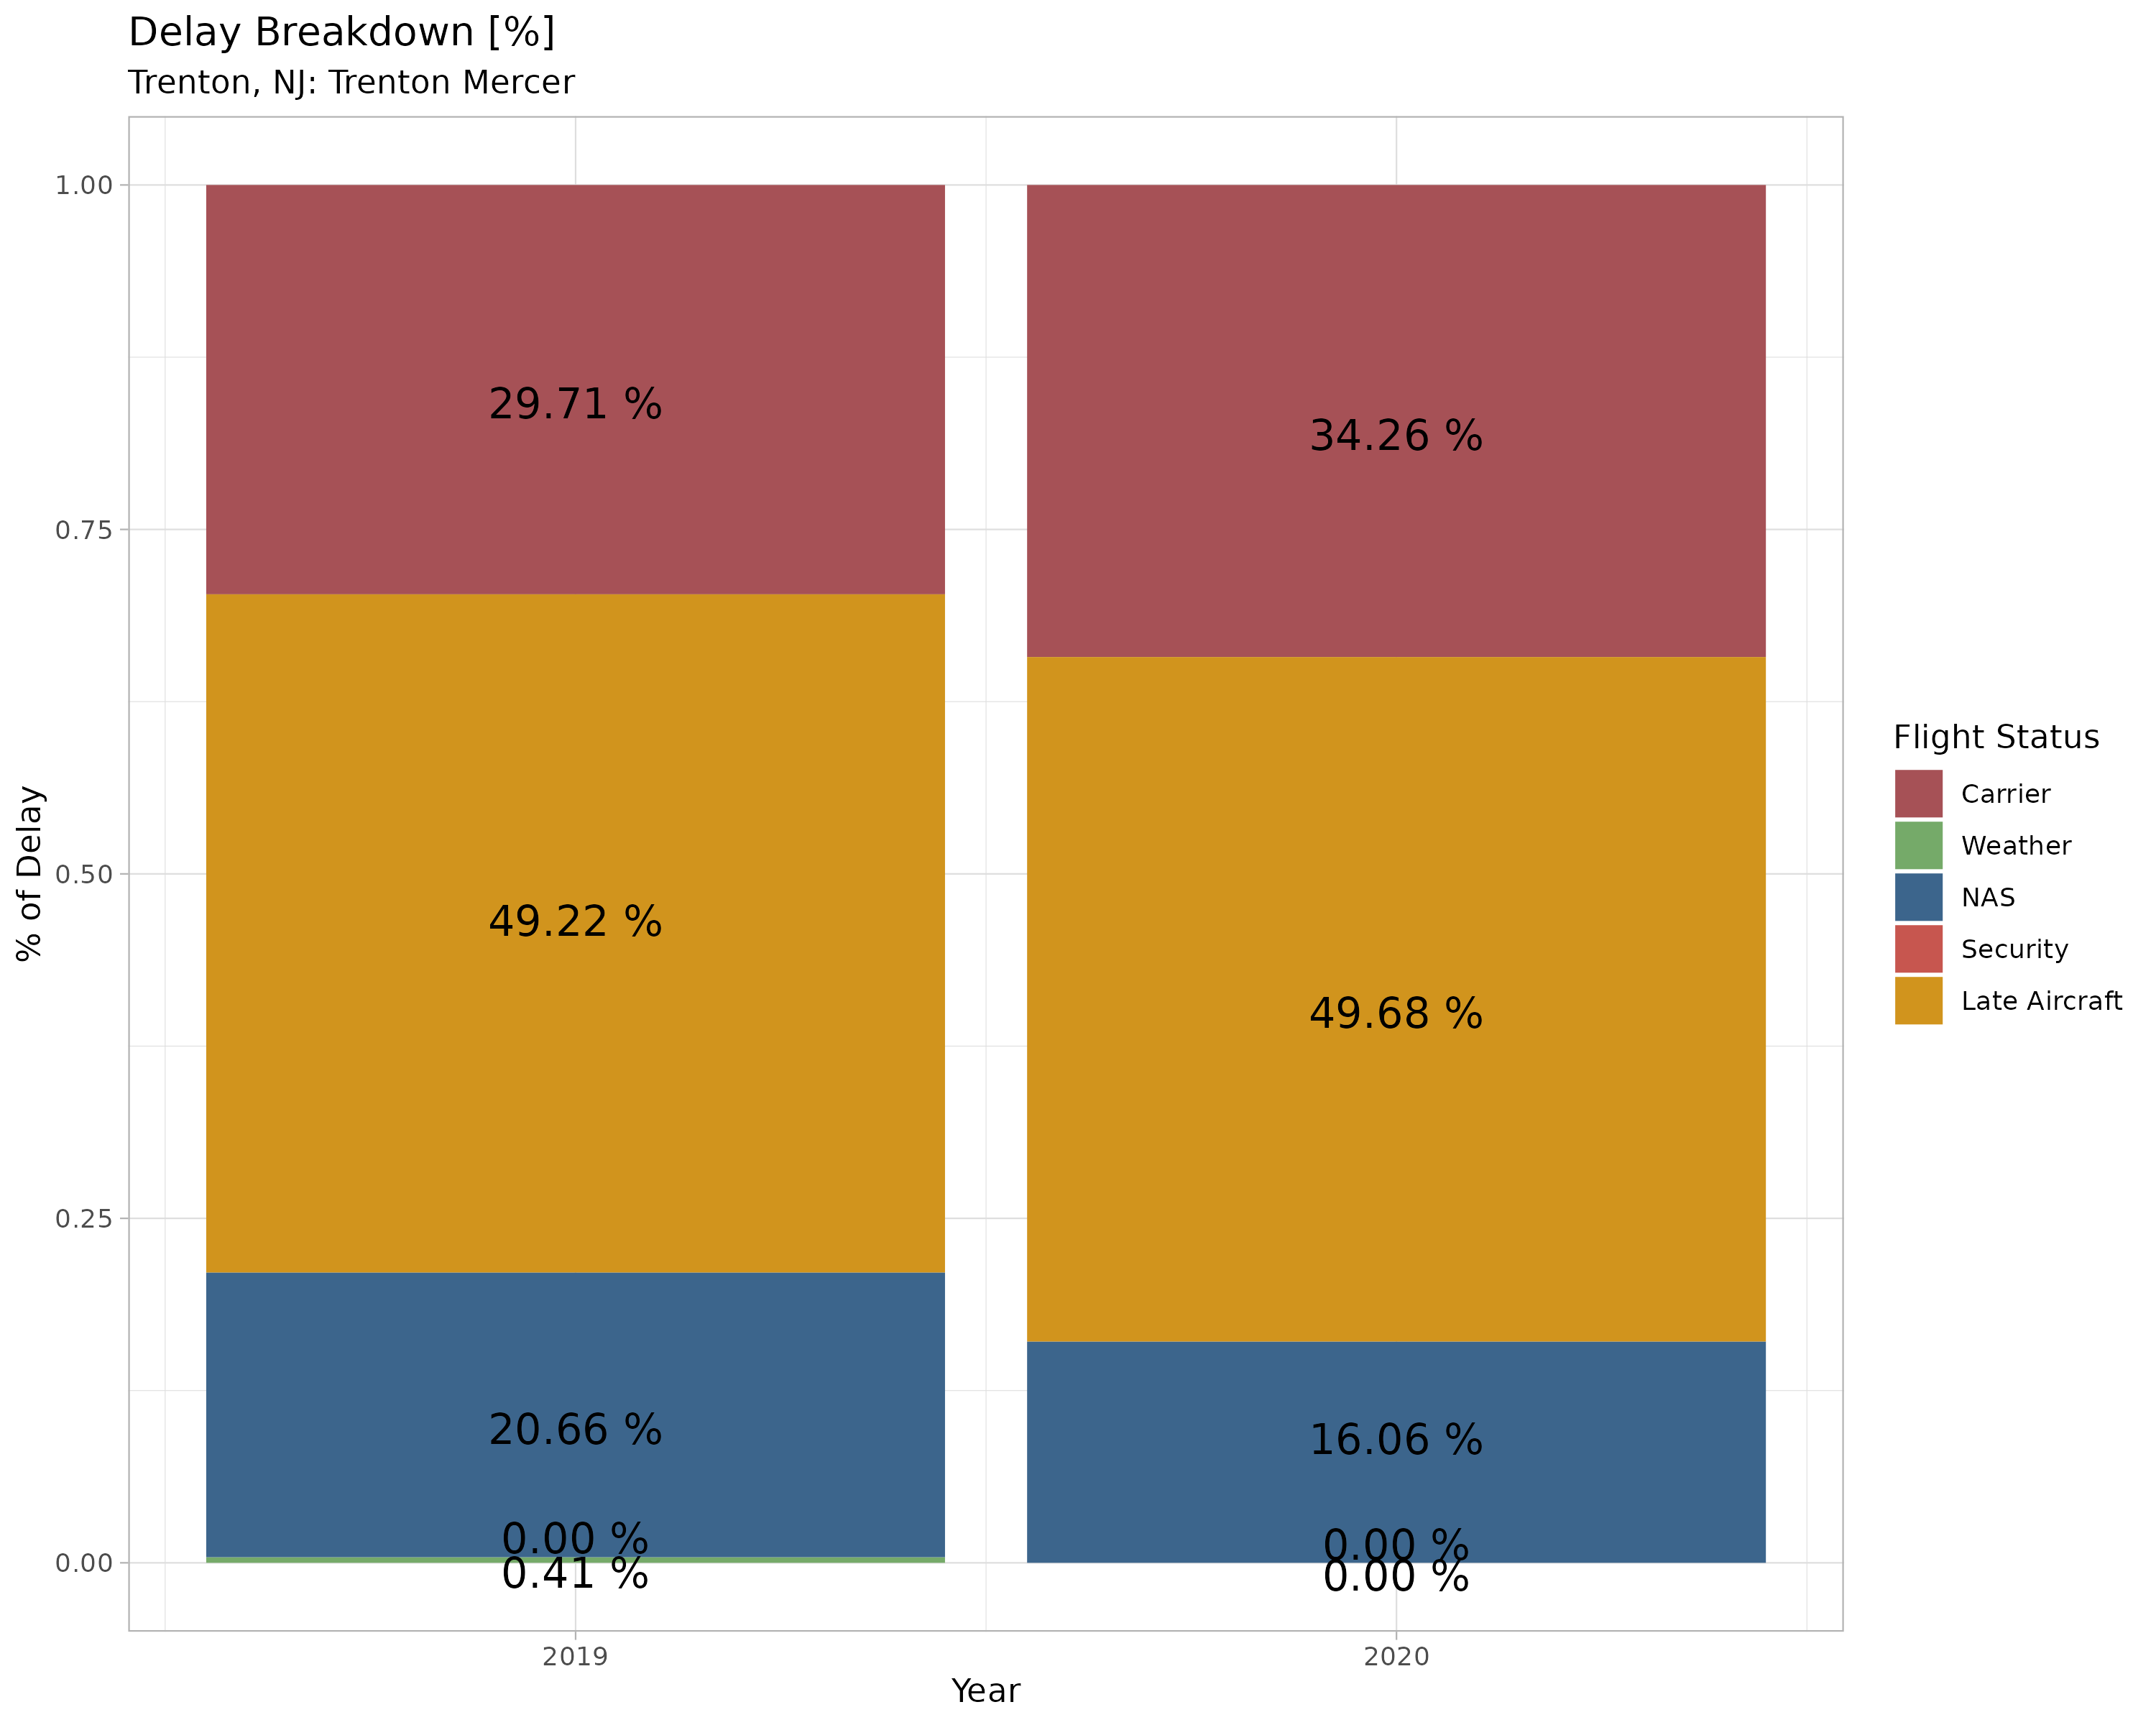 Delay Breakdown [%]
Trenton, NJ: Trenton Mercer
1.00
0.75
0.50
0.25
0.00
% of Delay
29.71 %
49.22 %
20.66 %
0.00 %
0.41 %
34.26 %
49.68 %
16.06 %
0.00 %
0.00 %
2019
2020
Year
Flight Status
Carrier
Weather
NAS
Security
Late Aircraft